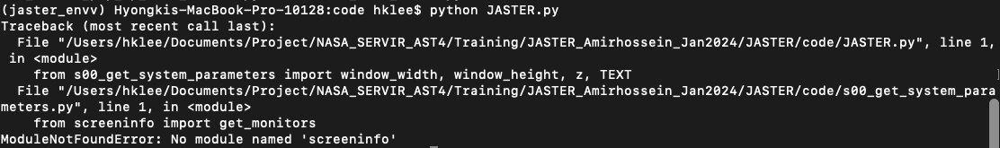 (jaster_envv) Hyongkis-MacBook-Pro-10128:code hklee$ python JASTER.py
Traceback (most recent call last):
  File "/Users/hklee/Documents/Project/NASA_SERVIR_AST4/Training/JASTER_Amirhossein_Jan2024/JASTER/code/JASTER.py", line 1,
 in <module>
    from s00_get_system_parameters import window_width, window_height, z, TEXT
  File "/Users/hklee/Documents/Project/NASA_SERVIR_AST4/Training/JASTER_Amirhossein_Jan2024/JASTER/code/s00_get_system_para
meters.py", line 1, in <module>
    from screeninfo import get_monitors
ModuleNotFoundError: No module named 'screeninfo'